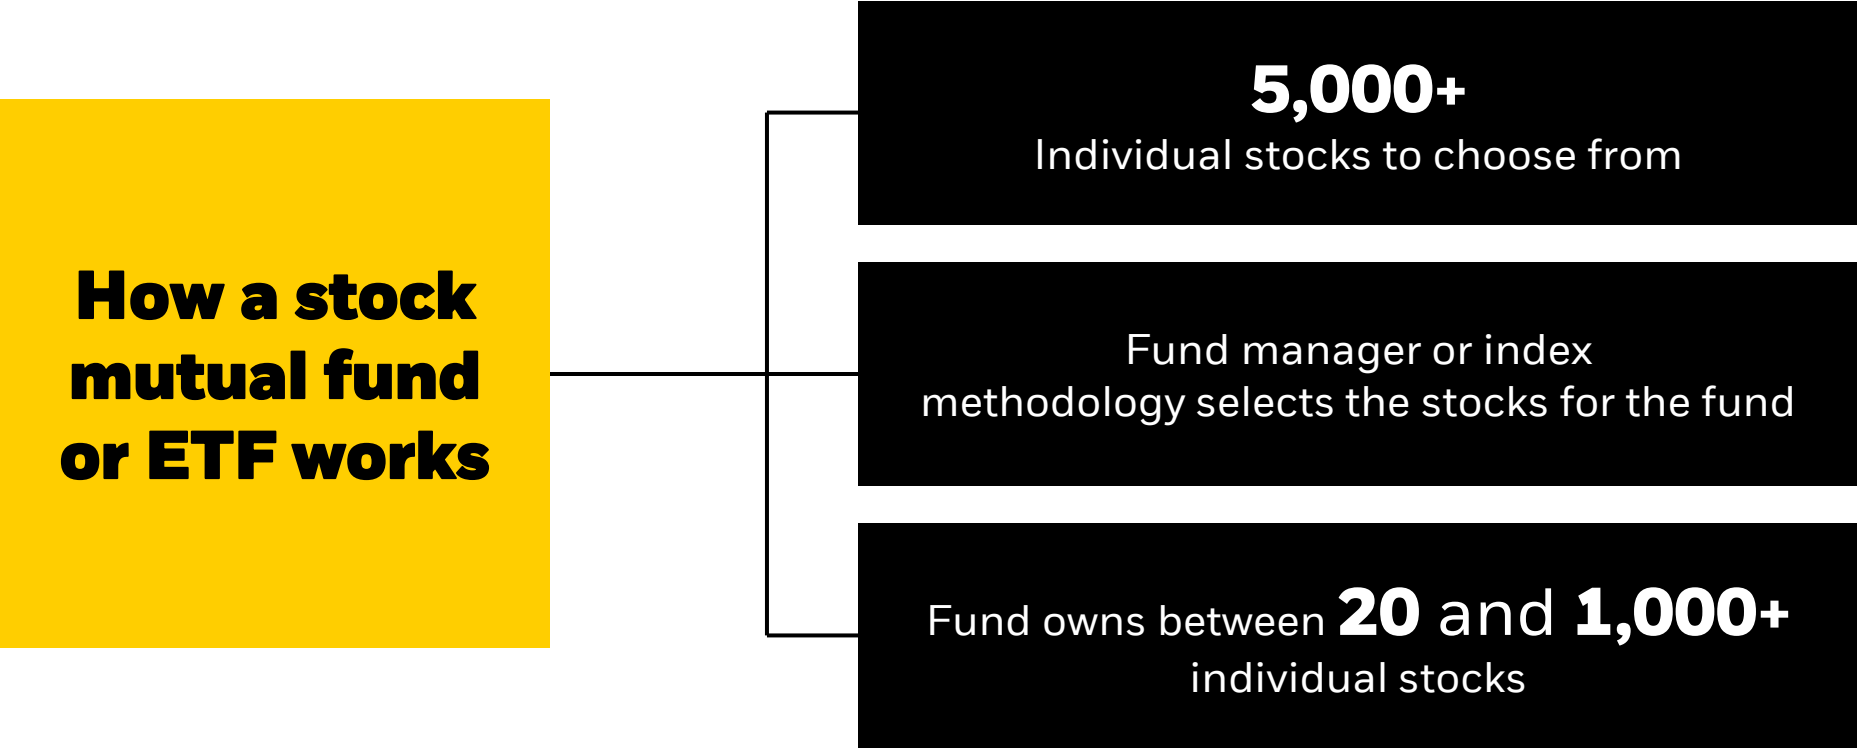 How a stock
mutual fund
or ETF works
5,000+
Individual stocks to choose from
Fund manager or index
methodology selects the stocks for the fund
Fund owns between 20 and 1,000+
individual stocks